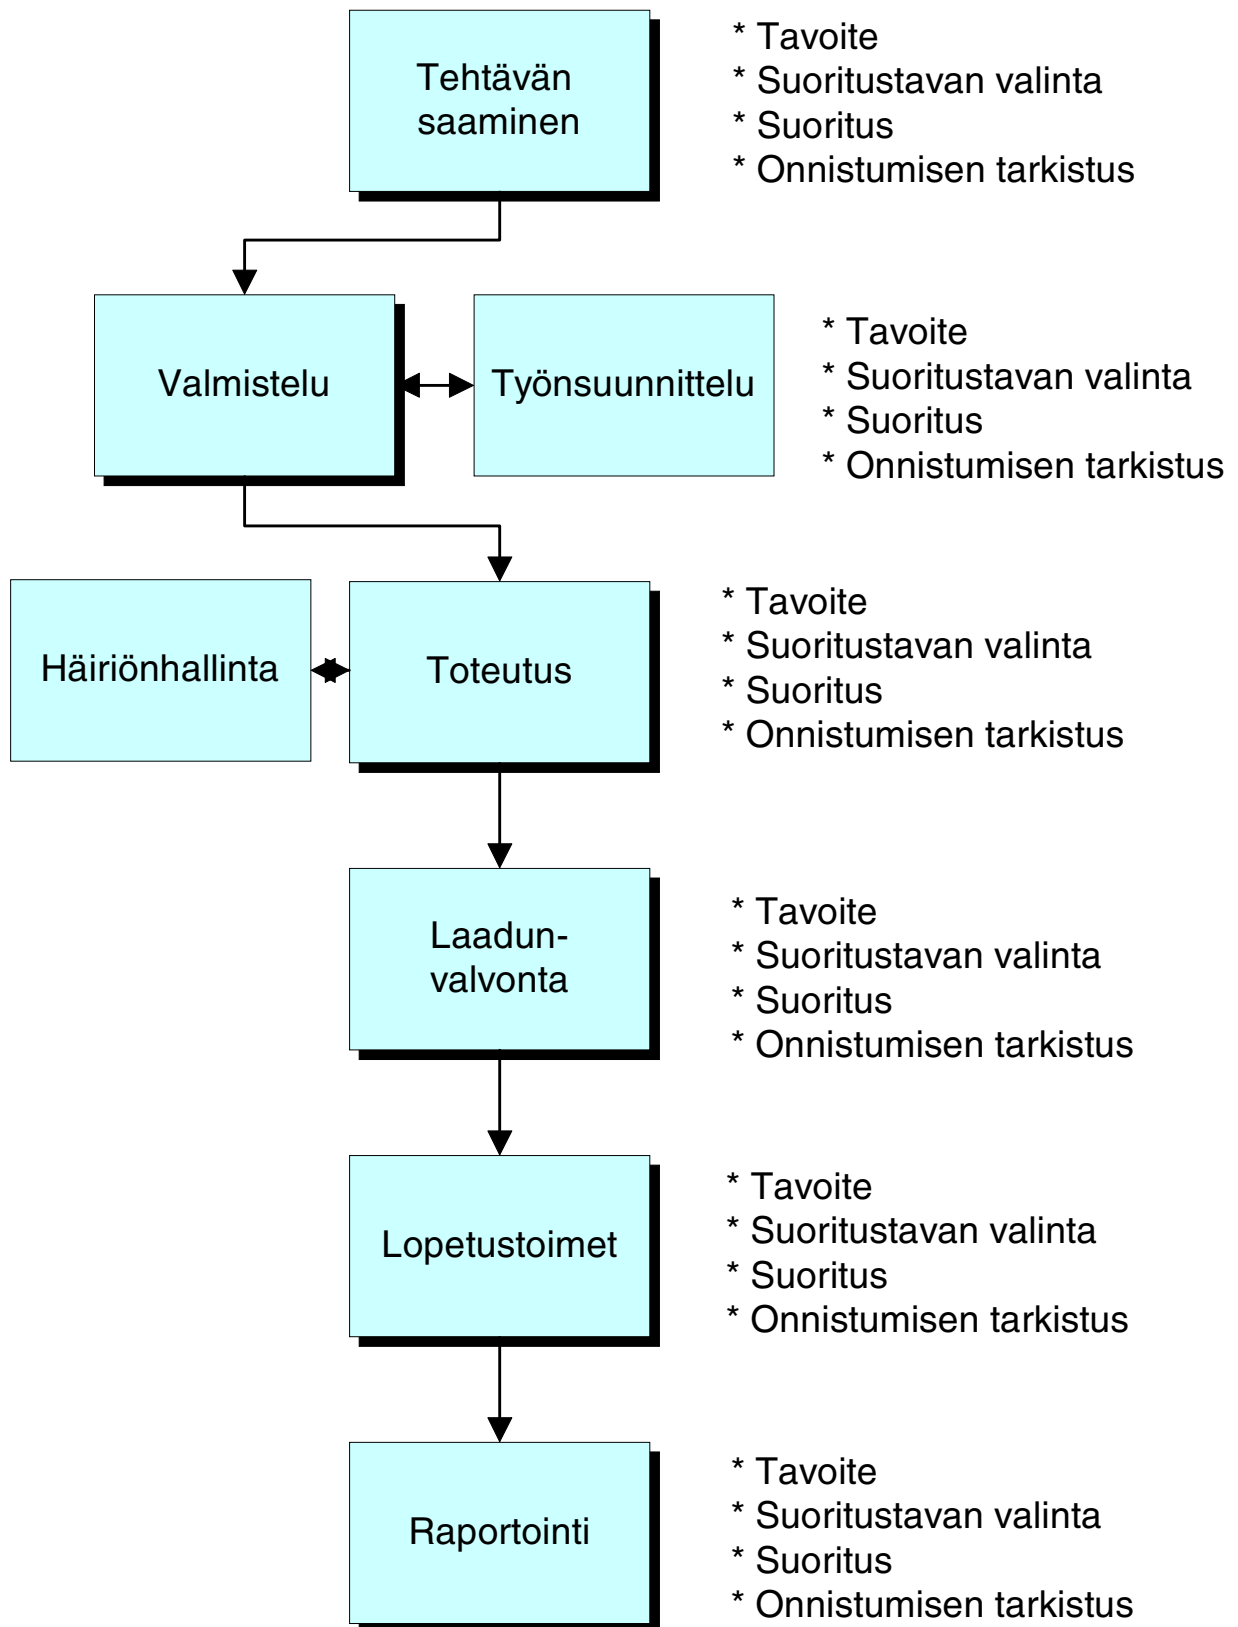 Tehtävän
saaminen
* Tavoite
* Suoritustavan valinta
* Suoritus
* Onnistumisen tarkistus
Valmistelu
Työnsuunnittelu
* Tavoite
* Suoritustavan valinta
* Suoritus
* Onnistumisen tarkistus
Häiriönhallinta
Toteutus
* Tavoite
* Suoritustavan valinta
* Suoritus
* Onnistumisen tarkistus
Laadun-
valvonta
* Tavoite
* Suoritustavan valinta
* Suoritus
* Onnistumisen tarkistus
Lopetustoimet
* Tavoite
* Suoritustavan valinta
* Suoritus
* Onnistumisen tarkistus
Raportointi
* Tavoite
* Suoritustavan valinta
* Suoritus
* Onnistumisen tarkistus